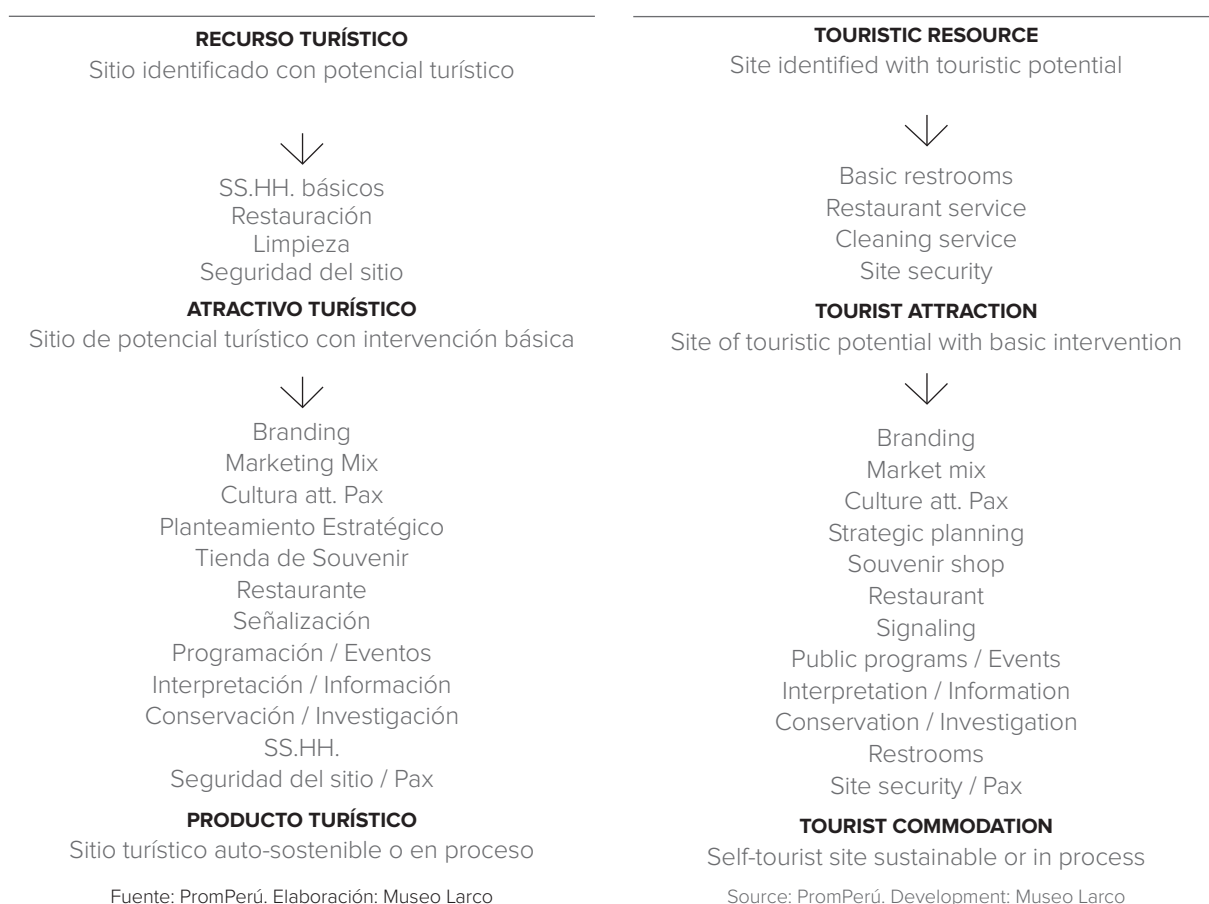 RECURSO TURÍSTICO
Sitio identificado con potencial turístico
SS.HH. básicos
Restauración
Limpieza
Seguridad del sitio
ATRACTIVO TURÍSTICO
Sitio de potencial turístico con intervención básica
Branding
Marketing Mix
Cultura att. Pax
Planteamiento Estratégico
Tienda de Souvenir
Restaurante
Señalización
Programación / Eventos
Interpretación / Información
Conservación / Investigación
SS.HH.
Seguridad del sitio / Pax
PRODUCTO TURÍSTICO
Sitio turístico auto-sostenible o en proceso
Fuente: PromPerú. Elaboración: Museo Larco
TOURISTIC RESOURCE
Site identified with touristic potential
Basic restrooms
Restaurant service
Cleaning service
Site security
TOURIST ATTRACTION
Site of touristic potential with basic intervention
Branding
Market mix
Culture att. Pax
Strategic planning
Souvenir shop
Restaurant
Signaling
Public programs / Events
Interpretation / Information
Conservation / Investigation
Restrooms
Site security / Pax
TOURIST COMMODATION
Self-tourist site sustainable or in process
Source: PromPerú. Development: Museo Larco